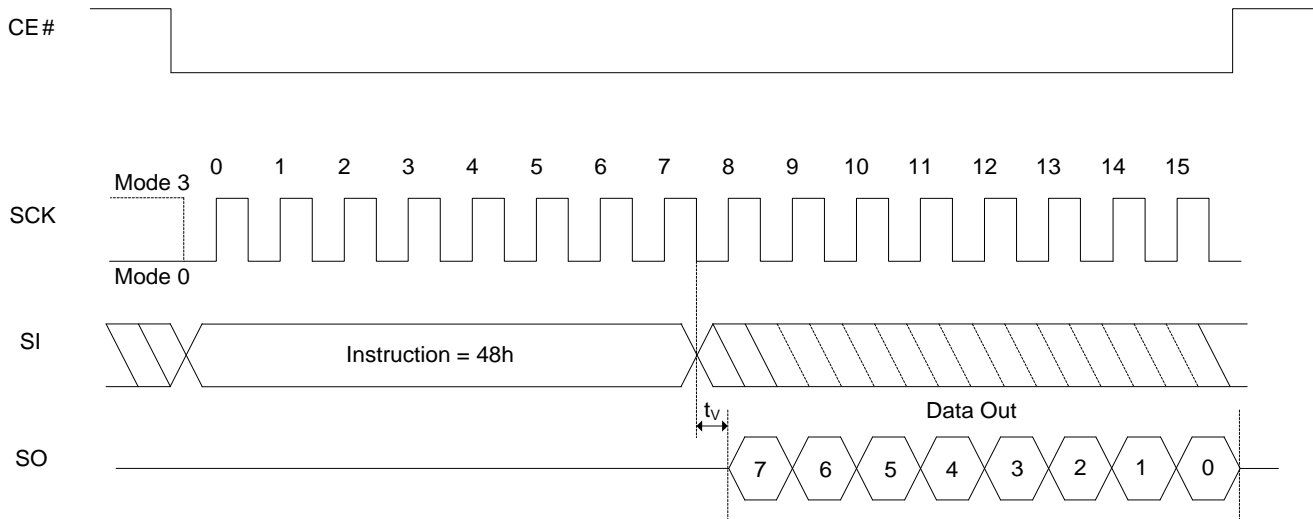 CE#
0 1 2 3 4 5 6 7 8 9 10 11 12 13 14 15
Mode 3
SCK
Mode 0
SI
Instruction = 48h
tV
Data Out
SO
7 6 5 4 3 2 1 0